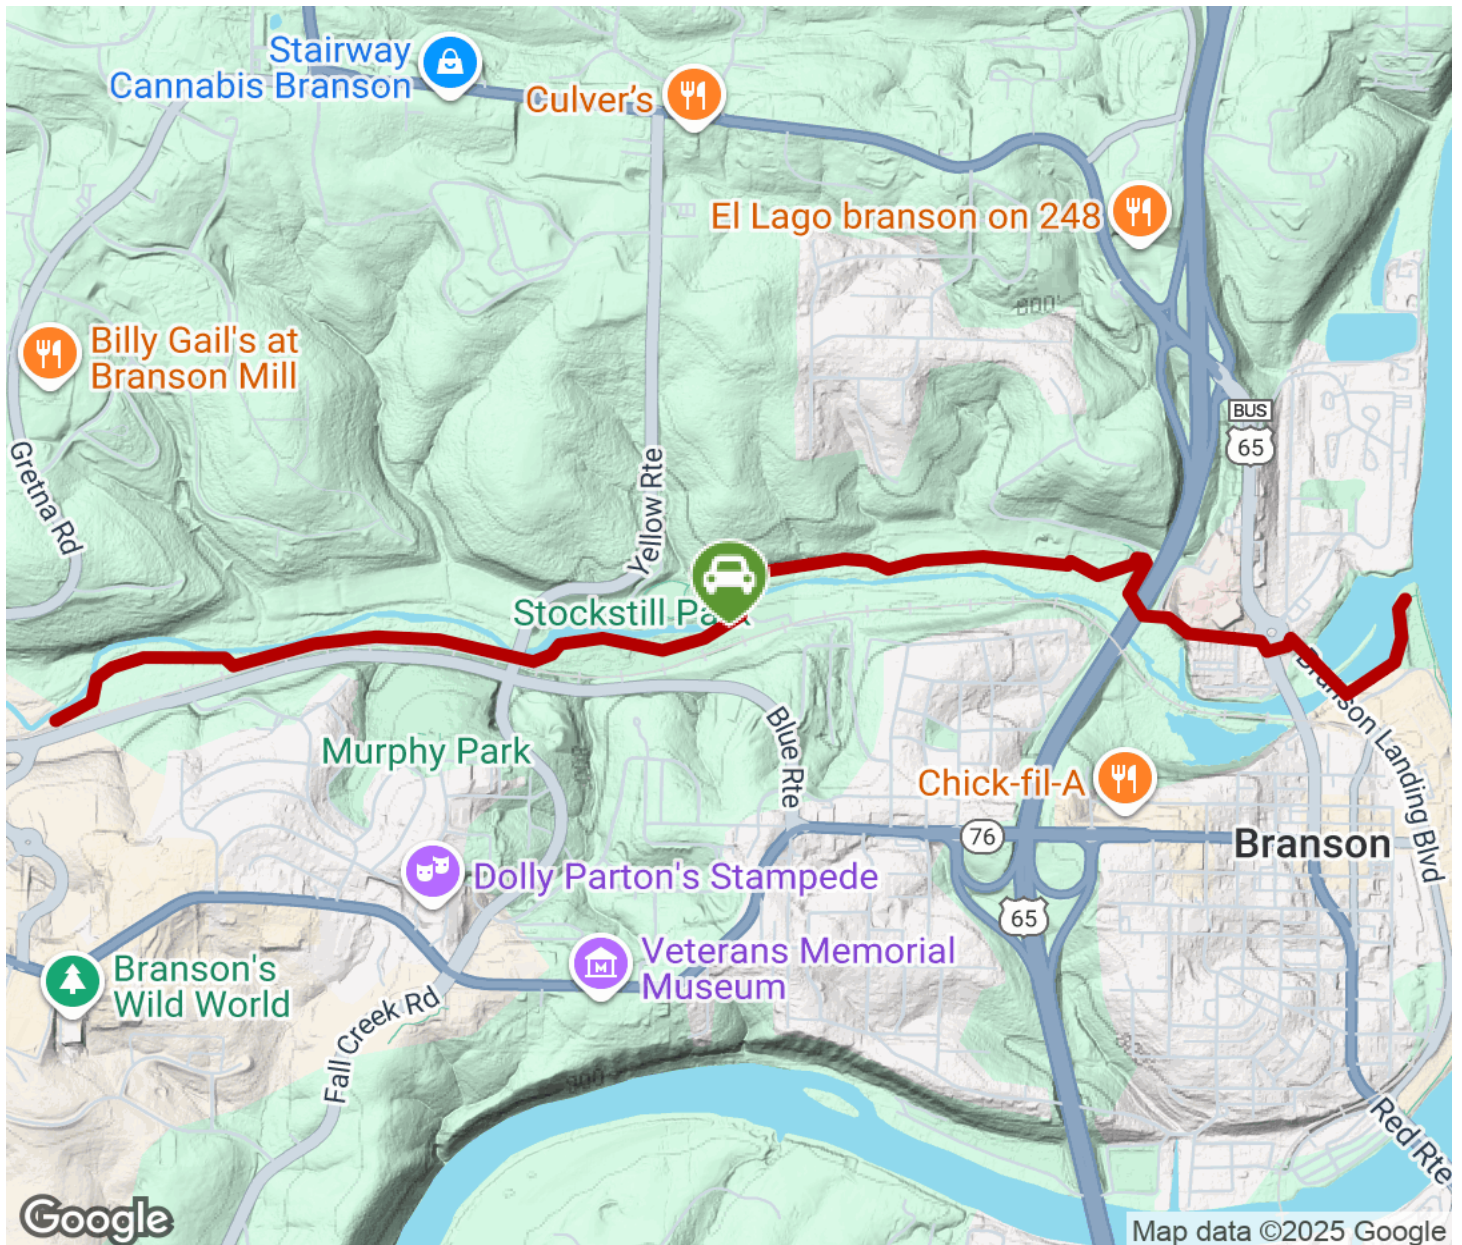 Stairway
Cannabis Branson
Culver's
El Lago branson on 248
800'
Billy Gail's at
Branson Mill
BUS
65
Gretna Rd
Yellow Rte
Stockstill Park
Branson Landing Blvd
Murphy Park
Blue Rte
Chick-fil-A
76
Branson
Dolly Parton's Stampede
65
Veterans Memorial
Museum
M
Branson's
Wild World
Fall Creek Rd
800
Red Rte
Google
Map data ©2025 Google